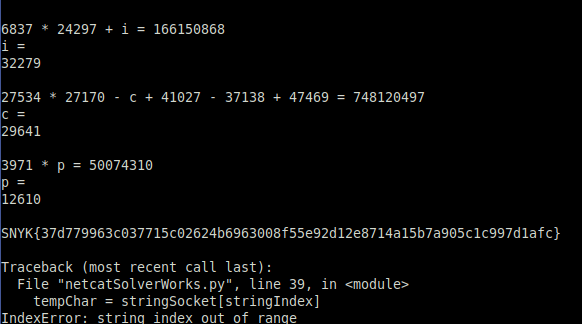 6837 * 24297 + i = 166150868
i =
32279
27534 * 27170 - c + 41027 - 37138 + 47469 = 748120497
c =
29641
3971 * p = 50074310
p =
12610
SNYK{37d779963c037715c02624b6963008f55e92d12e8714a15b7a905c1c997d1afc}
Traceback (most recent call last):
  File "netcatSolverWorks.py", line 39, in <module>
    tempChar = stringSocket[stringIndex]
IndexError: string index out of range